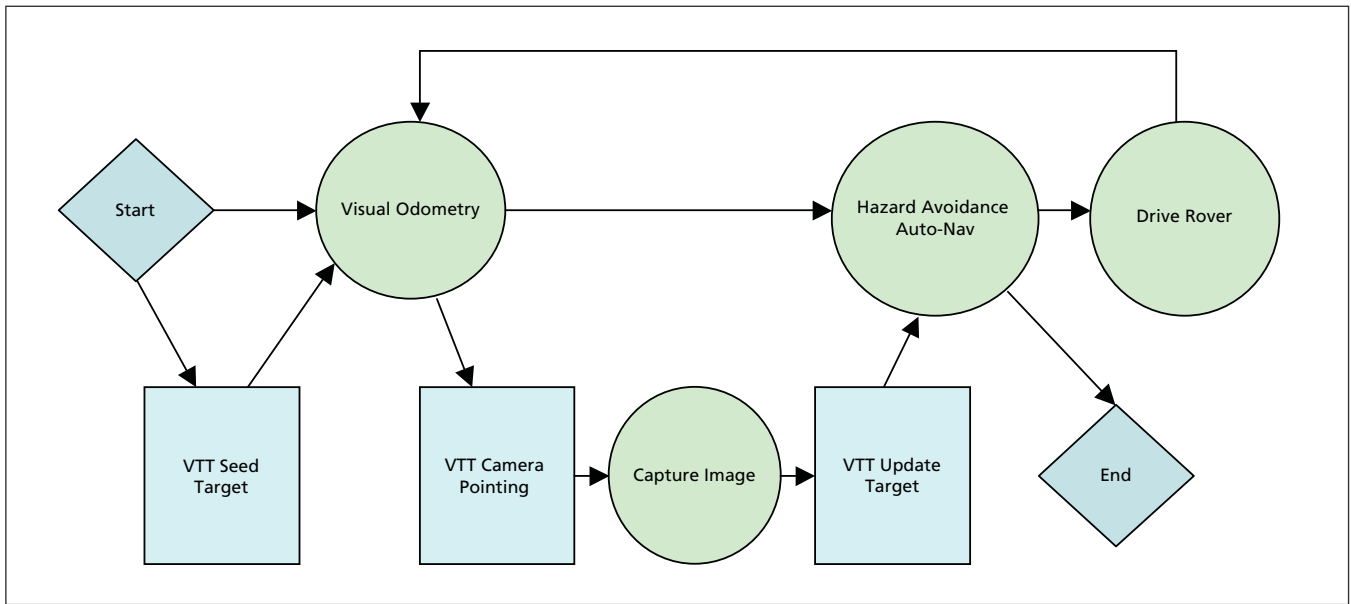 Start
Visual Odometry
Hazard Avoidance
Auto-Nav
Drive Rover
VTT Seed
Target
VTT Camera
Pointing
Capture Image
VTT Update
Target
End